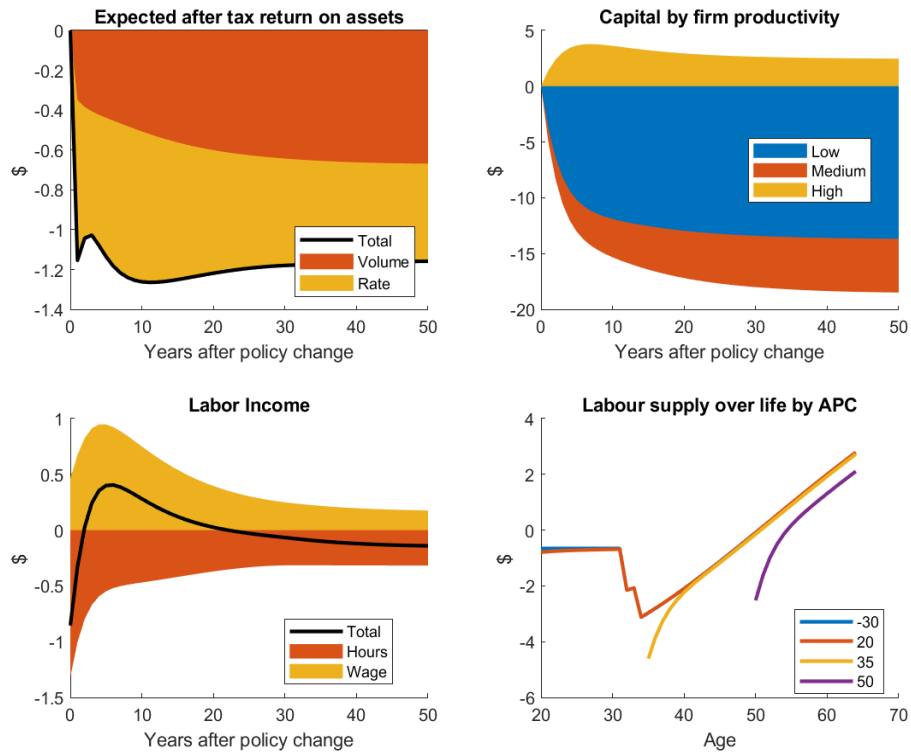 Expected after tax return on assets
0
-0.2
-0.4
-0.6
-0.8
-1
-1.2
-1.4
$
Total
Volume
Rate
0 10 20 30 40 50
Years after policy change
Capital by firm productivity
5
0
-5
-10
-15
-20
$
Low
Medium
High
0 10 20 30 40 50
Years after policy change
Labor Income
1
0.5
0
-0.5
-1
-1.5
$
Total
Hours
Wage
0 10 20 30 40 50
Years after policy change
Labour supply over life by APC
4
2
0
-2
-4
-6
$
-30
20
35
50
20 30 40 50 60 70
Age